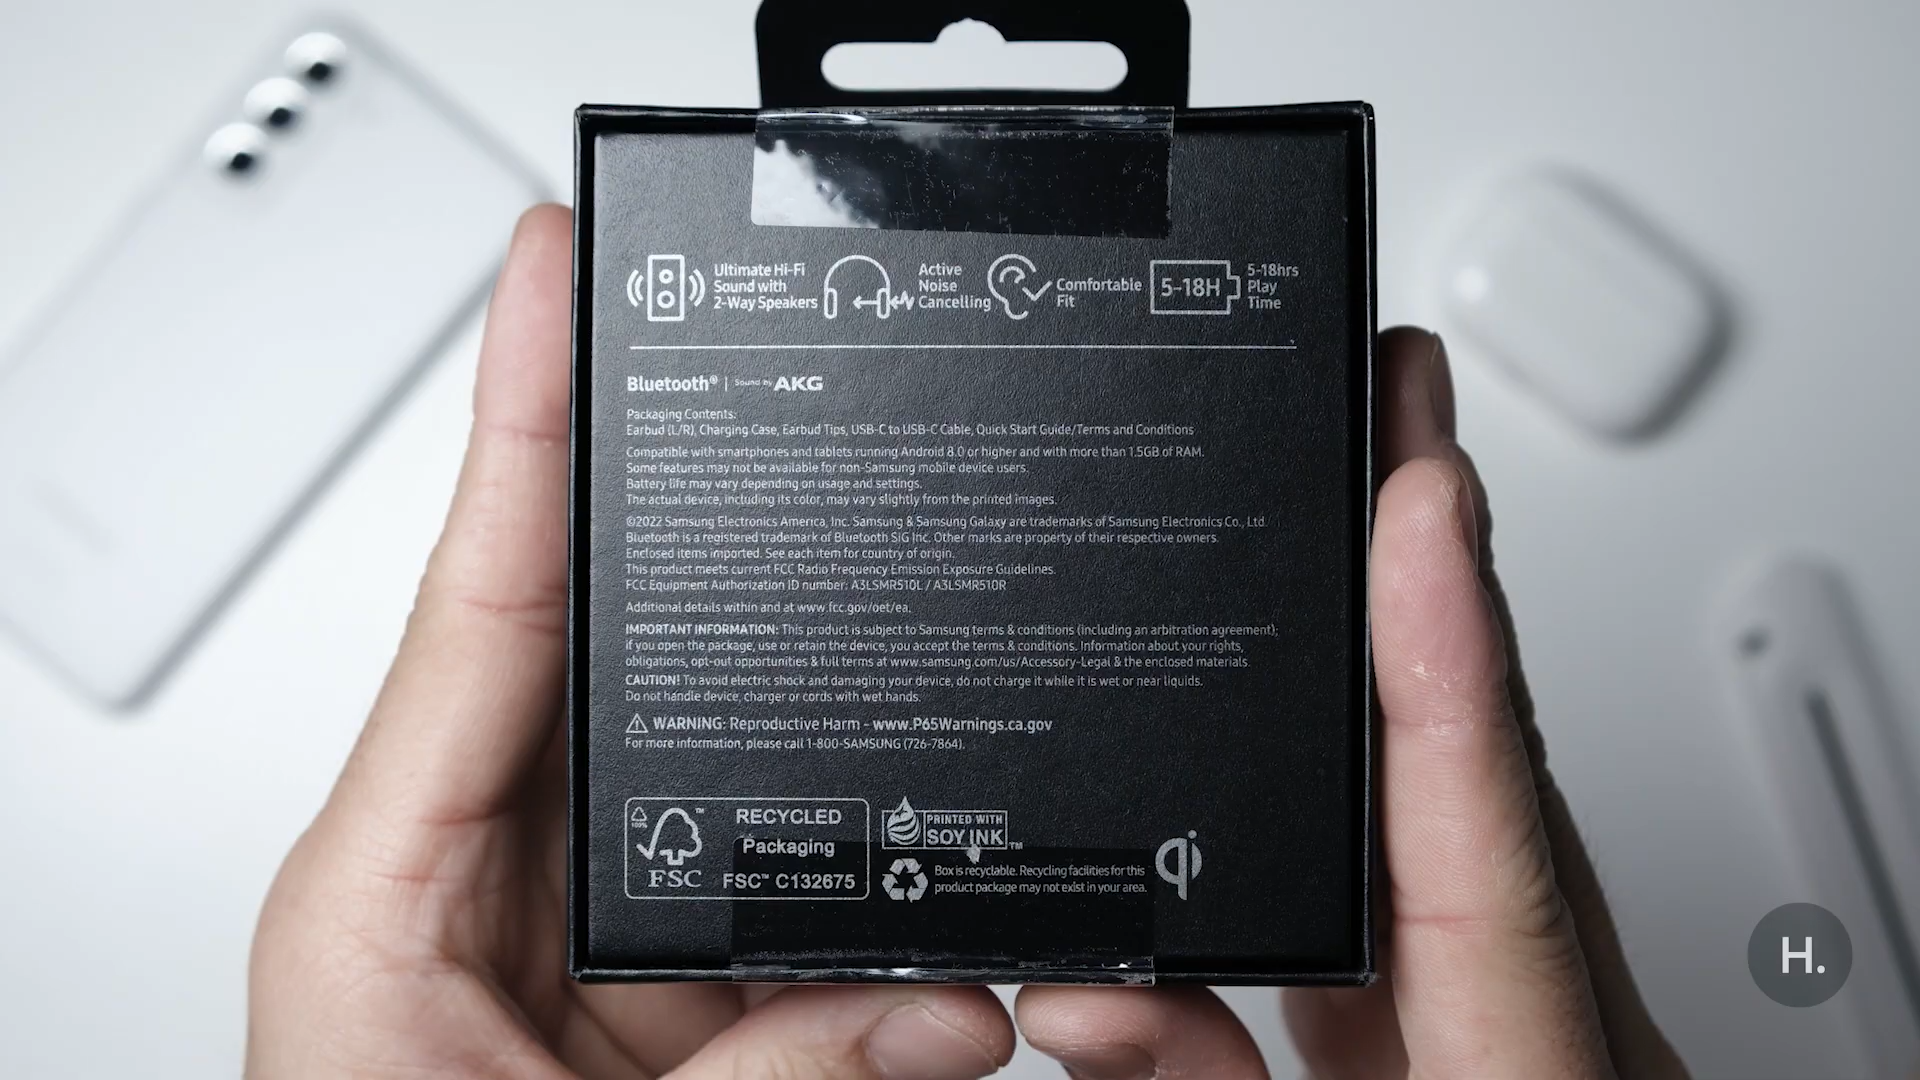 Ultimate Hi-Fi
Sound with
2-Way Speakers
Active
Noise
Cancelling
Comfortable
Fit
5-18H
5-18hrs
Play
Time
Bluetooth® | Sound by AKG
Packaging Contents:
Earbud (L/R), Charging Case, Earbud Tips, USB-C to USB-C Cable, Quick Start Guide/Terms and Conditions
Compatible with smartphones and tablets running Android 8.0 or higher and with more than 1.5GB of RAM.
Some features may not be available for non-Samsung mobile device users.
Battery life may vary depending on usage and settings.
The actual device, including its color, may vary slightly from the printed images.
©2022 Samsung Electronics America, Inc. Samsung & Samsung Galaxy are trademarks of Samsung Electronics Co., Ltd.
Bluetooth is a registered trademark of Bluetooth SIG Inc. Other marks are property of their respective owners.
Enclosed items imported. See each item for country of origin.
This product meets current FCC Radio Frequency Emission Exposure Guidelines.
FCC Equipment Authorization ID number: A3LSMR510L / A3LSMR510R
Additional details within and at www.fcc.gov/oet/ea.
IMPORTANT INFORMATION: This product is subject to Samsung terms & conditions (including an arbitration agreement);
if you open the package, use or retain the device, you accept the terms & conditions. Information about your rights,
obligations, opt-out opportunities & full terms at www.samsung.com/us/Accessory-Legal & the enclosed materials.
CAUTION! To avoid electric shock and damaging your device, do not charge it while it is wet or near liquids.
Do not handle device, charger or cords with wet hands.
WARNING: Reproductive Harm - www.P65Warnings.ca.gov
For more information, please call 1-800-SAMSUNG (726-7864).
100%
™
FSC
RECYCLED
Packaging
FSC™ C132675
PRINTED WITH
SOY INK™
Box is recyclable. Recycling facilities for this
product package may not exist in your area.
qi
H.